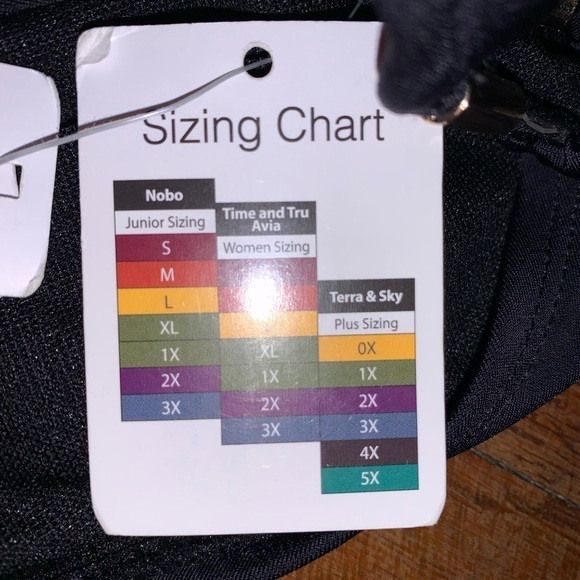 Sizing Chart
Nobo
Junior Sizing
S
M
L
XL
1X
2X
3X
Time and Tru
Avia
Women Sizing
XL
1X
2X
3X
Terra & Sky
Plus Sizing
0X
1X
2X
3X
4X
5X